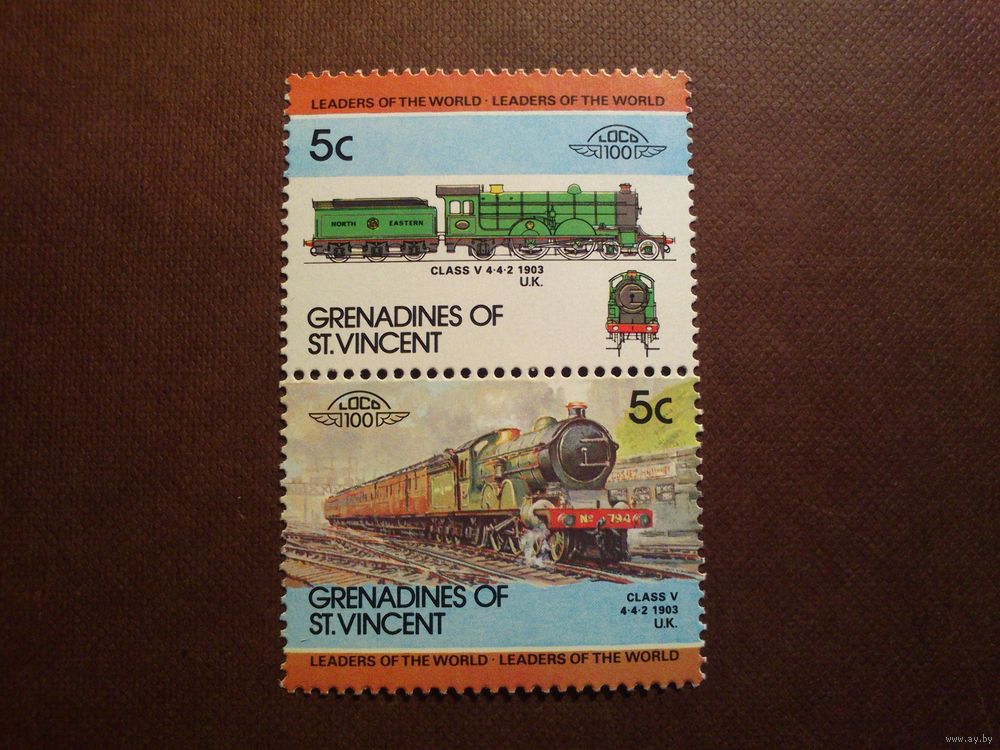 LEADERS OF THE WORLD · LEADERS OF THE WORLD
5c
LOCO
100
NORTH EASTERN
CLASS V 4·4·2 1903
U.K.
GRENADINES OF
ST. VINCENT
LOCO
100
5c
No 794
GRENADINES OF
ST. VINCENT
CLASS V
4·4·2 1903
U.K.
LEADERS OF THE WORLD · LEADERS OF THE WORLD
www.ay.by